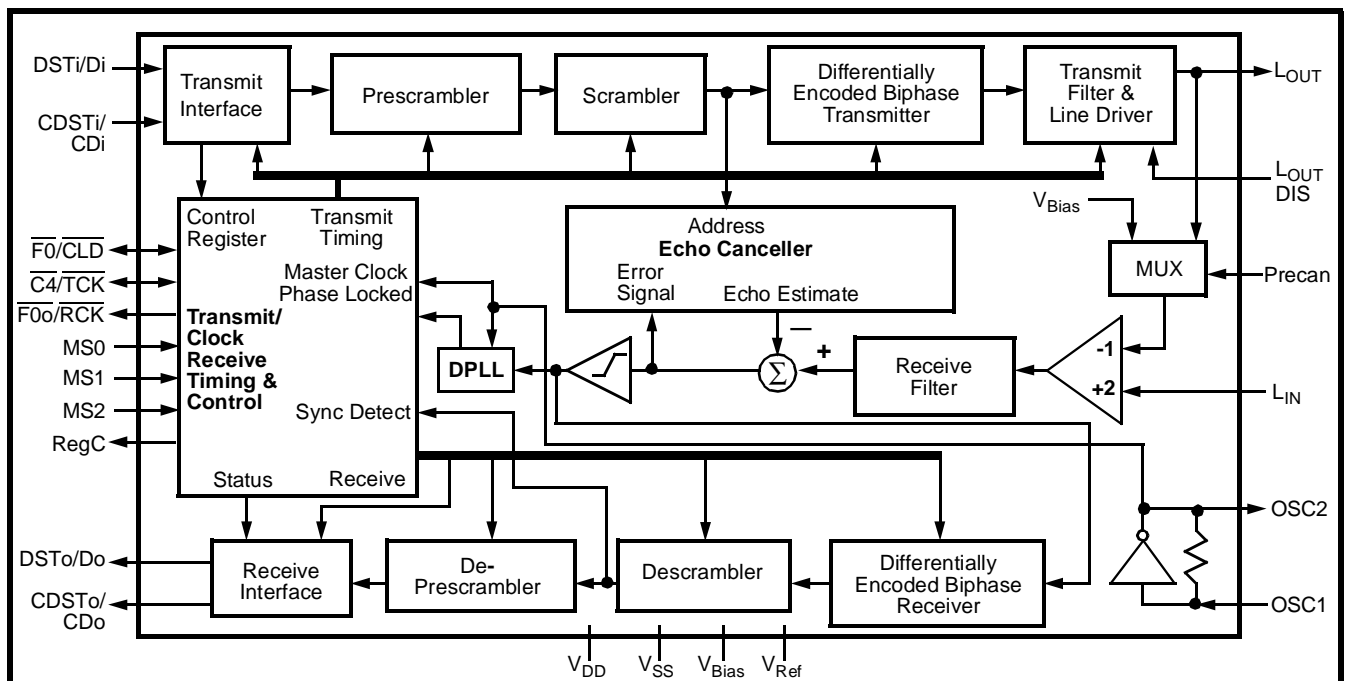 DSTi/Di
CDSTi/
CDi
Transmit
Interface
Prescrambler
Scrambler
Differentially
Encoded Biphase
Transmitter
Transmit
Filter &
Line Driver
LOUT
LOUT
DIS
VBias
MUX
Precan
-1
+2
LIN
Address
Echo Canceller
Error
Signal
Echo Estimate
—
+
Σ
Receive
Filter
DPLL
Control
Register
Transmit
Timing
Master Clock
Phase Locked
Transmit/
Clock
Receive
Timing &
Control
Sync Detect
Status
Receive
F0/CLD
C4/TCK
F0o/RCK
MS0
MS1
MS2
RegC
DSTo/Do
CDSTo/
CDo
Receive
Interface
De-
Prescrambler
Descrambler
Differentially
Encoded Biphase
Receiver
OSC2
OSC1
VDD
VSS
VBias
VRef